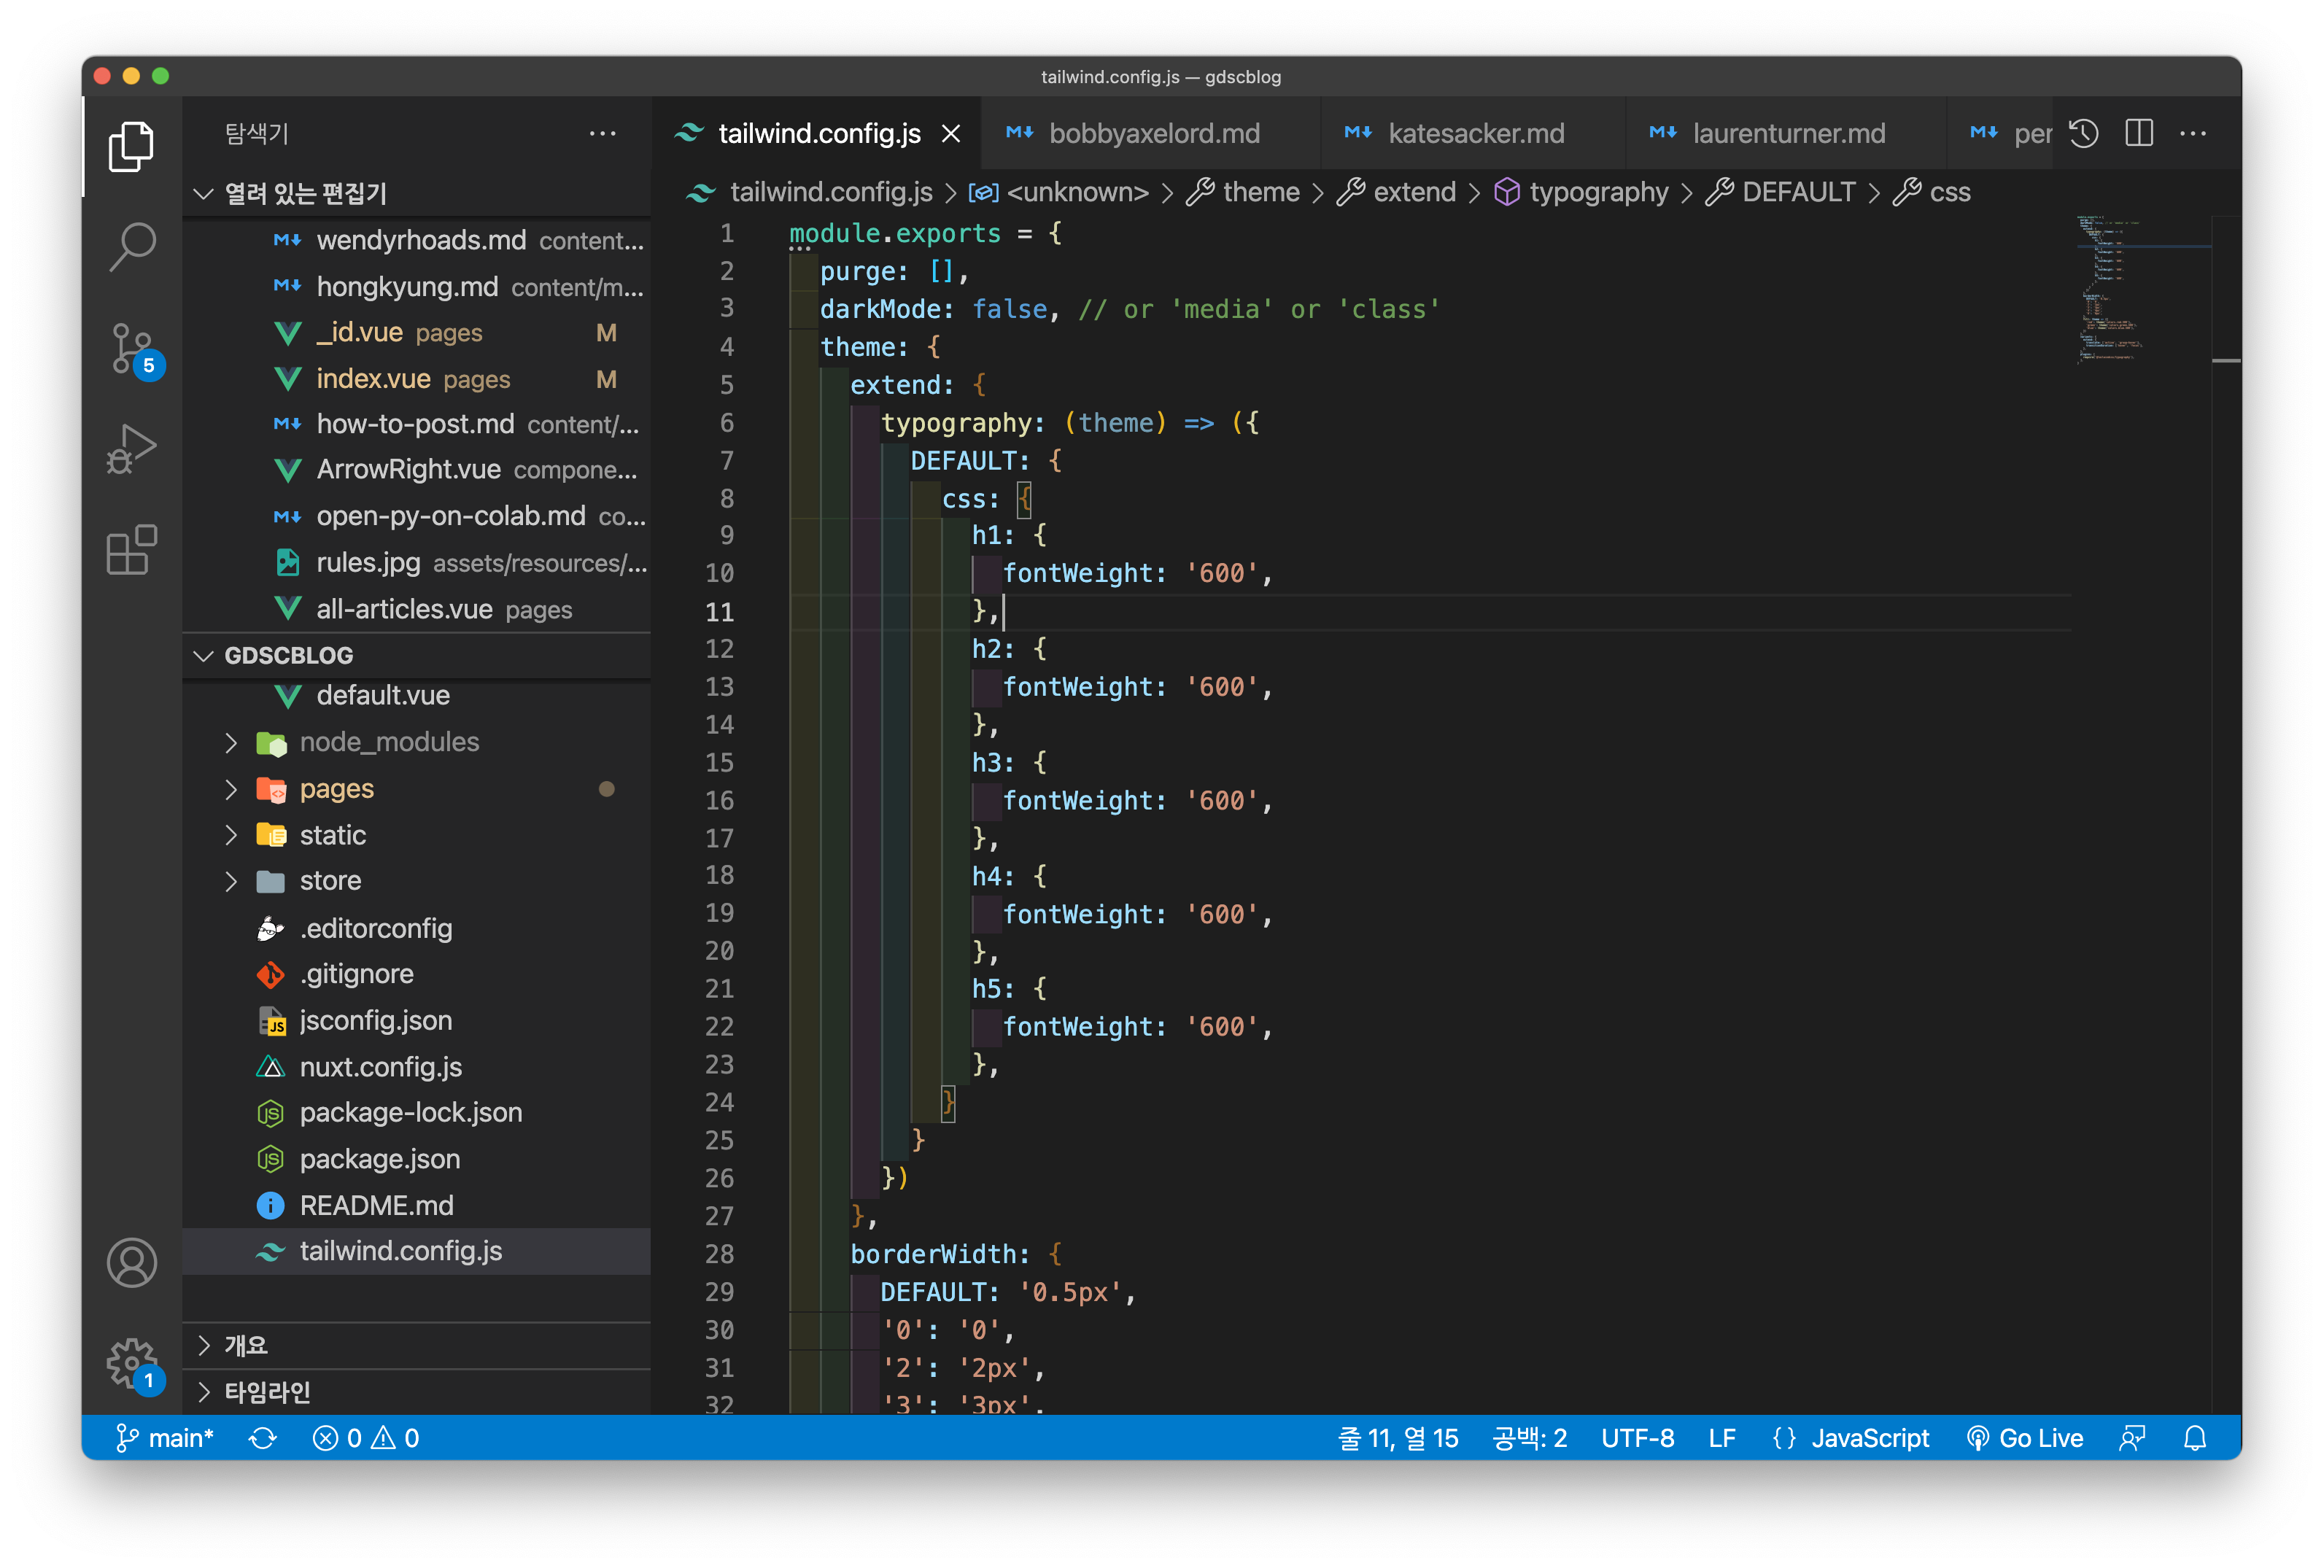 tailwind.config.js — gdscblog
탐색기
열려 있는 편집기
wendyrhoads.md content...
hongkyung.md content/m...
_id.vue pages M
index.vue pages M
how-to-post.md content/...
ArrowRight.vue compone...
open-py-on-colab.md co...
rules.jpg assets/resources/...
all-articles.vue pages
GDSCBLOG
default.vue
node_modules
pages
static
store
.editorconfig
.gitignore
jsconfig.json
nuxt.config.js
package-lock.json
package.json
README.md
tailwind.config.js
개요
타임라인
5
1
tailwind.config.js
bobbyaxelord.md
katesacker.md
laurenturner.md
per
tailwind.config.js > <unknown> > theme > extend > typography > DEFAULT > css
1 module.exports = {
2 purge: [],
3 darkMode: false, // or 'media' or 'class'
4 theme: {
5 extend: {
6 typography: (theme) => ({
7 DEFAULT: {
8 css: {
9 h1: {
10 fontWeight: '600',
11 },
12 h2: {
13 fontWeight: '600',
14 },
15 h3: {
16 fontWeight: '600',
17 },
18 h4: {
19 fontWeight: '600',
20 },
21 h5: {
22 fontWeight: '600',
23 },
24 }
25 }
26 })
27 },
28 borderWidth: {
29 DEFAULT: '0.5px',
30 '0': '0',
31 '2': '2px',
32 '3': '3px',
main* 0 0
줄 11, 열 15 공백: 2 UTF-8 LF {} JavaScript Go Live